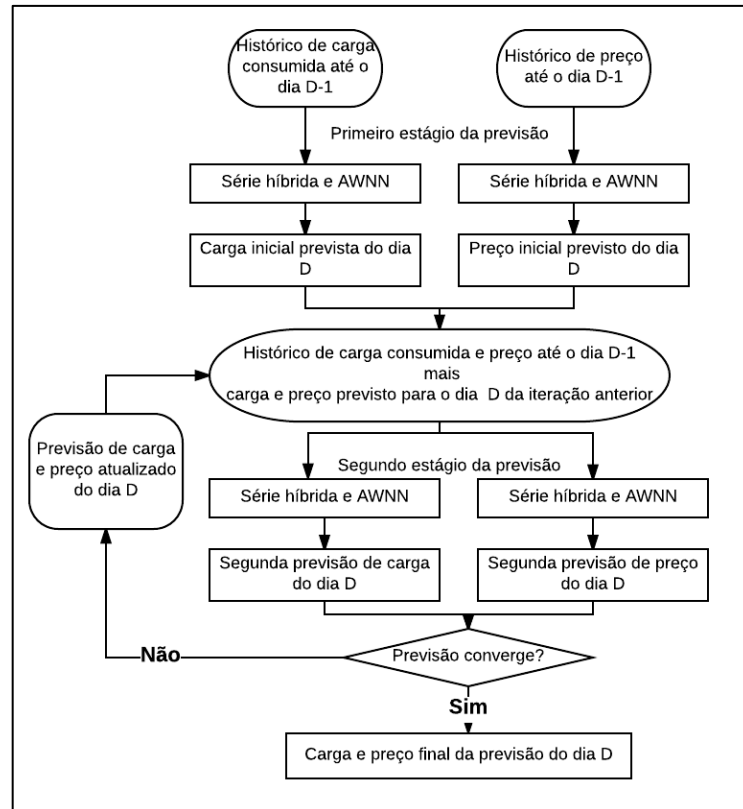 Histórico de carga
consumida até o
dia D-1
Histórico de preço
até o dia D-1
Primeiro estágio da previsão
Série híbrida e AWNN
Série híbrida e AWNN
Carga inicial prevista do dia
D
Preço inicial previsto do dia
D
Histórico de carga consumida e preço até o dia D-1
mais
carga e preço previsto para o dia D da iteração anterior
Previsão de carga
e preço atualizado
do dia D
Segundo estágio da previsão
Série híbrida e AWNN
Série híbrida e AWNN
Segunda previsão de carga
do dia D
Segunda previsão de preço
do dia D
Não
Previsão converge?
Sim
Carga e preço final da previsão do dia D